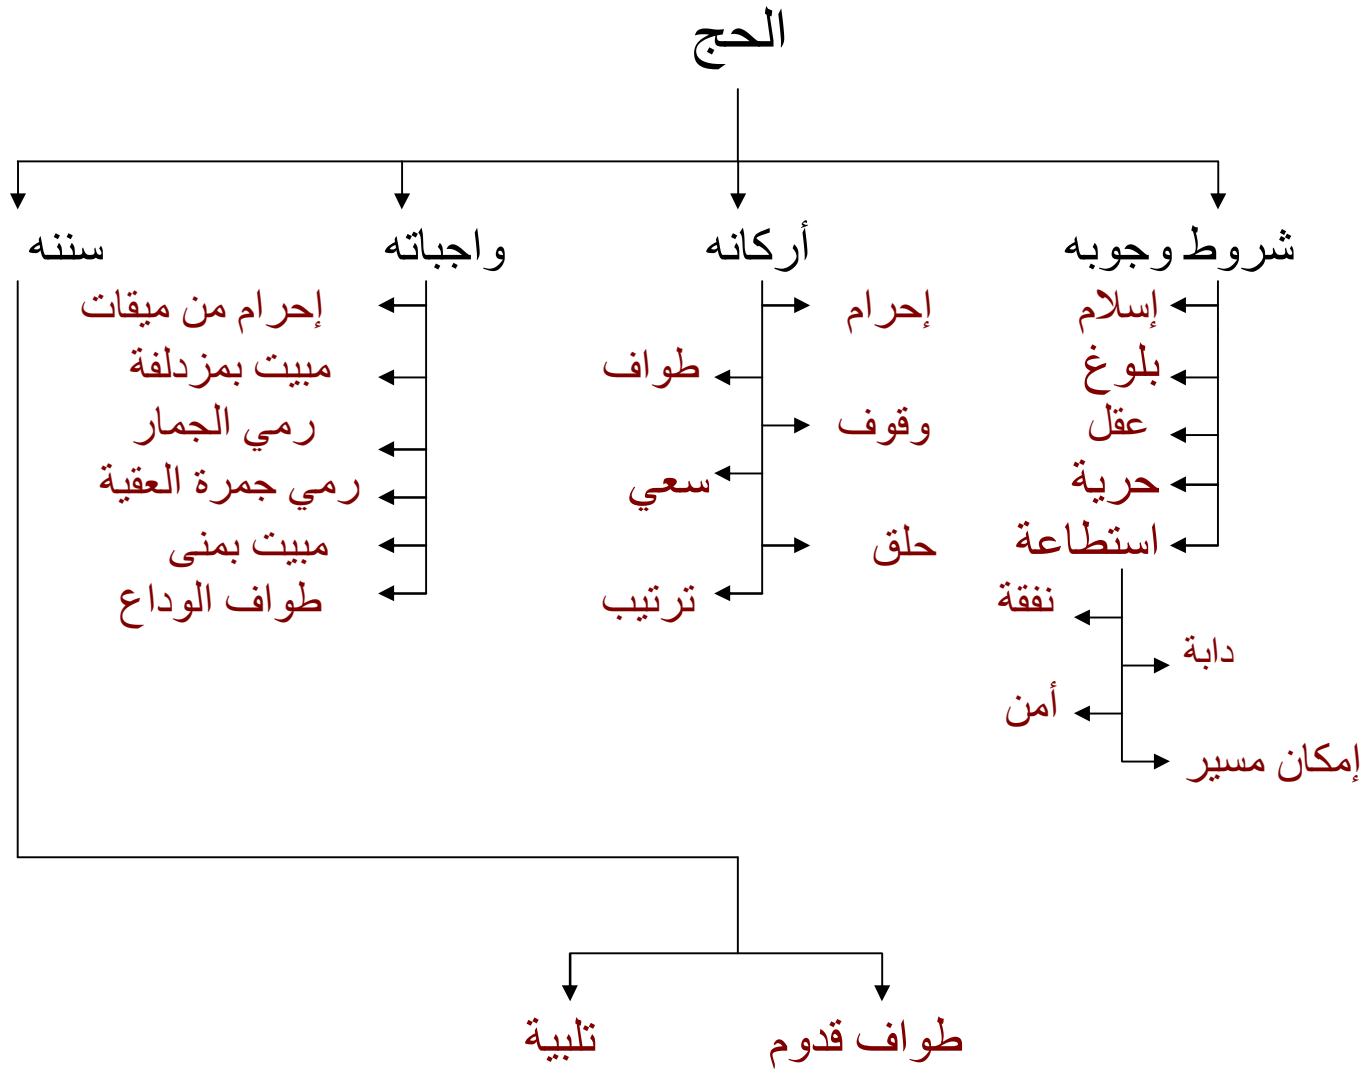 الحج
شروط وجوبه
أركانه
واجباته
سننه
إسلام
بلوغ
عقل
حرية
استطاعة
نفقة
دابة
أمن
إمكان مسير
إحرام
طواف
وقوف
سعي
حلق
ترتيب
إحرام من ميقات
مبيت بمزدلفة
رمي الجمار
رمي جمرة العقية
مبيت بمنى
طواف الوداع
طواف قدوم
تلبية